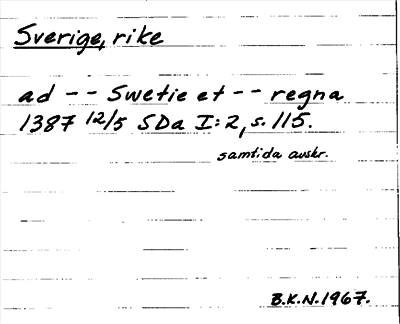 Sverige, rike
ad -- Swetie et -- regna
1387 12/5 SDa I:2, s. 115.
samtida avskr.
B.K.N. 1967.